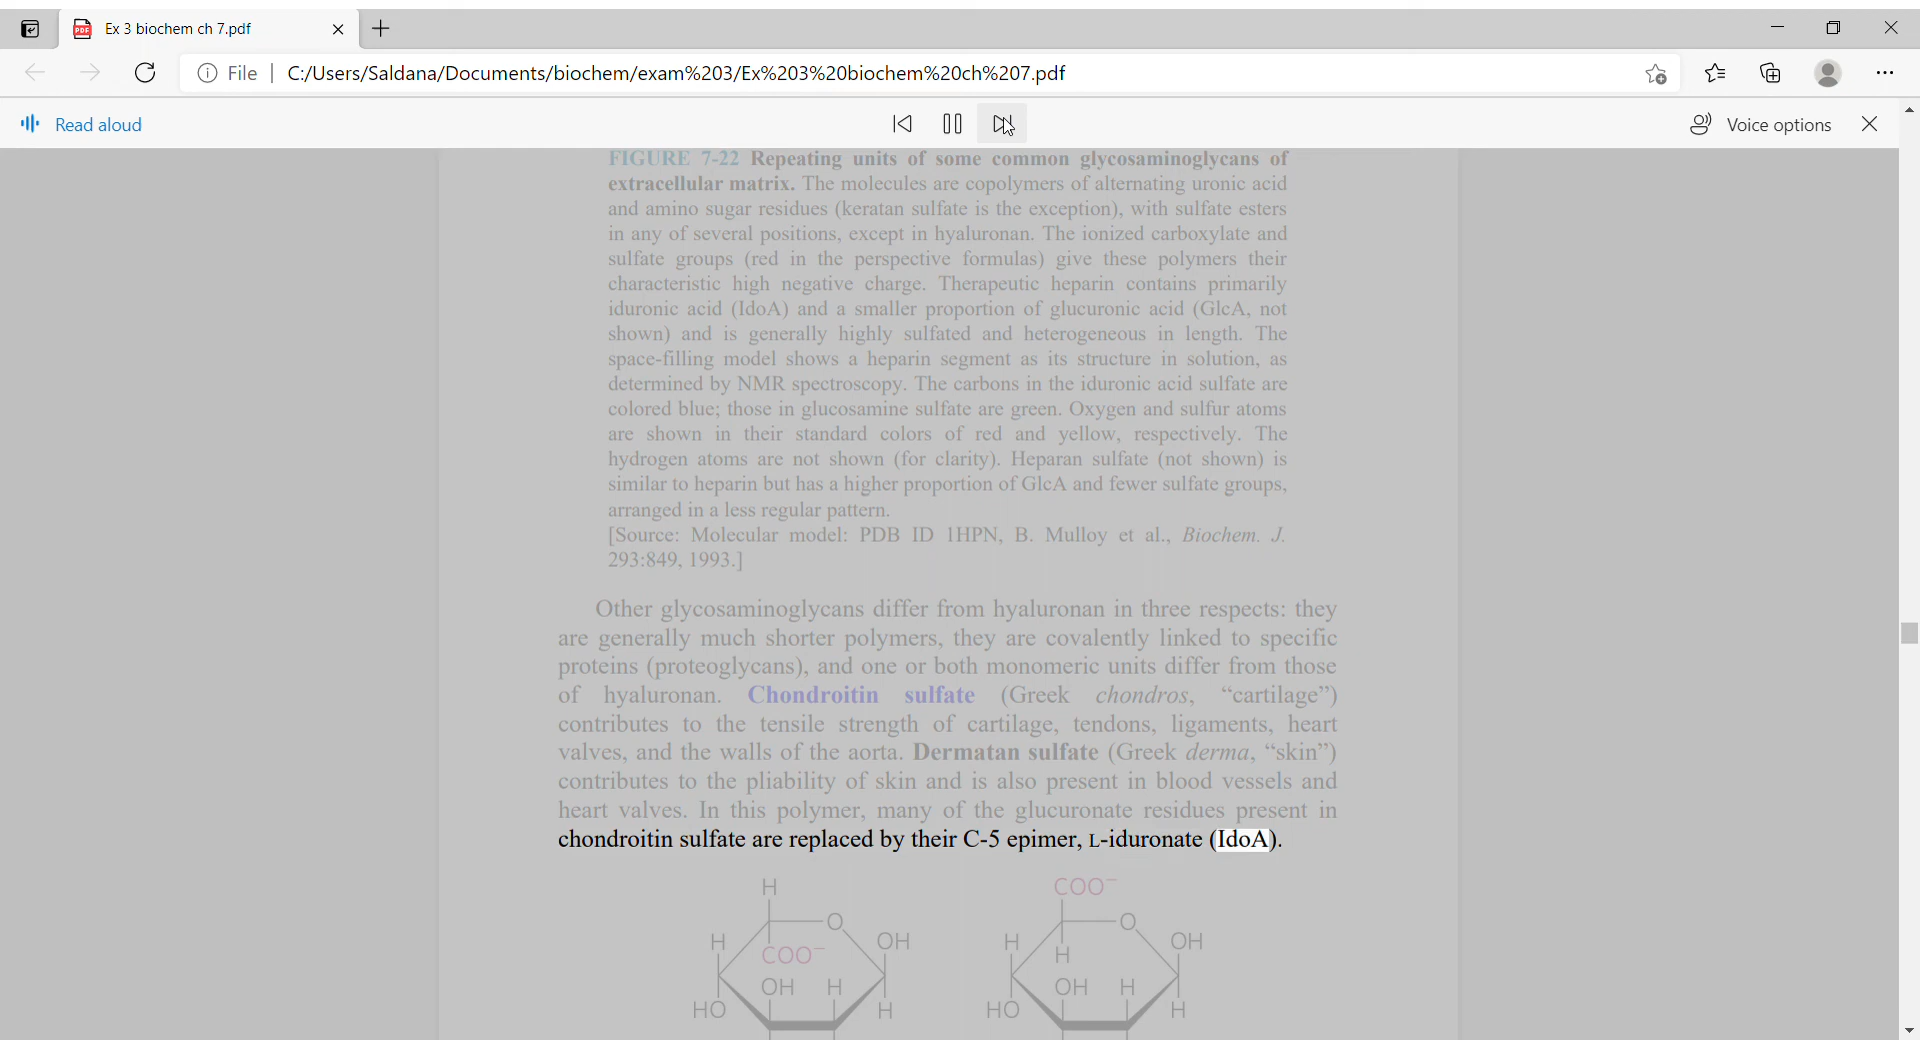 Ex 3 biochem ch 7.pdf
File | C:/Users/Saldana/Documents/biochem/exam%203/Ex%203%20biochem%20ch%207.pdf
Read aloud
Voice options
FIGURE 7-22 Repeating units of some common glycosaminoglycans of
extracellular matrix. The molecules are copolymers of alternating uronic acid
and amino sugar residues (keratan sulfate is the exception), with sulfate esters
in any of several positions, except in hyaluronan. The ionized carboxylate and
sulfate groups (red in the perspective formulas) give these polymers their
characteristic high negative charge. Therapeutic heparin contains primarily
iduronic acid (IdoA) and a smaller proportion of glucuronic acid (GlcA, not
shown) and is generally highly sulfated and heterogeneous in length. The
space-filling model shows a heparin segment as its structure in solution, as
determined by NMR spectroscopy. The carbons in the iduronic acid sulfate are
colored blue; those in glucosamine sulfate are green. Oxygen and sulfur atoms
are shown in their standard colors of red and yellow, respectively. The
hydrogen atoms are not shown (for clarity). Heparan sulfate (not shown) is
similar to heparin but has a higher proportion of GlcA and fewer sulfate groups,
arranged in a less regular pattern.
[Source: Molecular model: PDB ID 1HPN, B. Mulloy et al., Biochem. J.
293:849, 1993.]
Other glycosaminoglycans differ from hyaluronan in three respects: they
are generally much shorter polymers, they are covalently linked to specific
proteins (proteoglycans), and one or both monomeric units differ from those
of hyaluronan. Chondroitin sulfate (Greek chondros, “cartilage”)
contributes to the tensile strength of cartilage, tendons, ligaments, heart
valves, and the walls of the aorta. Dermatan sulfate (Greek derma, “skin”)
contributes to the pliability of skin and is also present in blood vessels and
heart valves. In this polymer, many of the glucuronate residues present in
chondroitin sulfate are replaced by their C-5 epimer, L-iduronate (IdoA).
H COO⁻
O O
H OH H OH
COO⁻ H
OH H OH H
HO H HO H